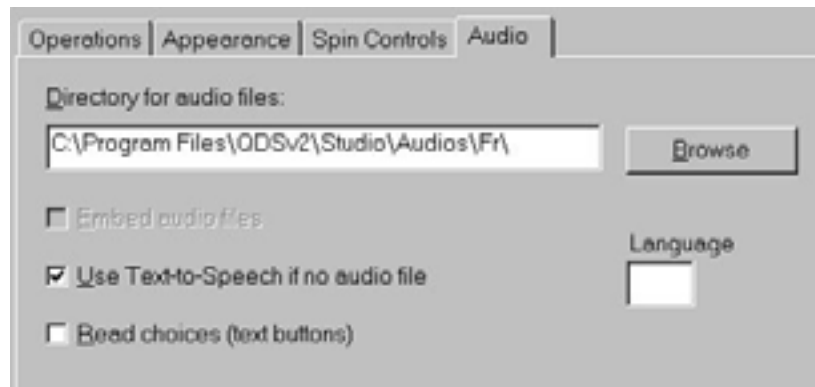 Operations Appearance Spin Controls Audio
Directory for audio files:
C:\Program Files\ODSv2\Studio\Audios\Fr\
Browse
Embed audio files
Language
Use Text-to-Speech if no audio file
Read choices (text buttons)